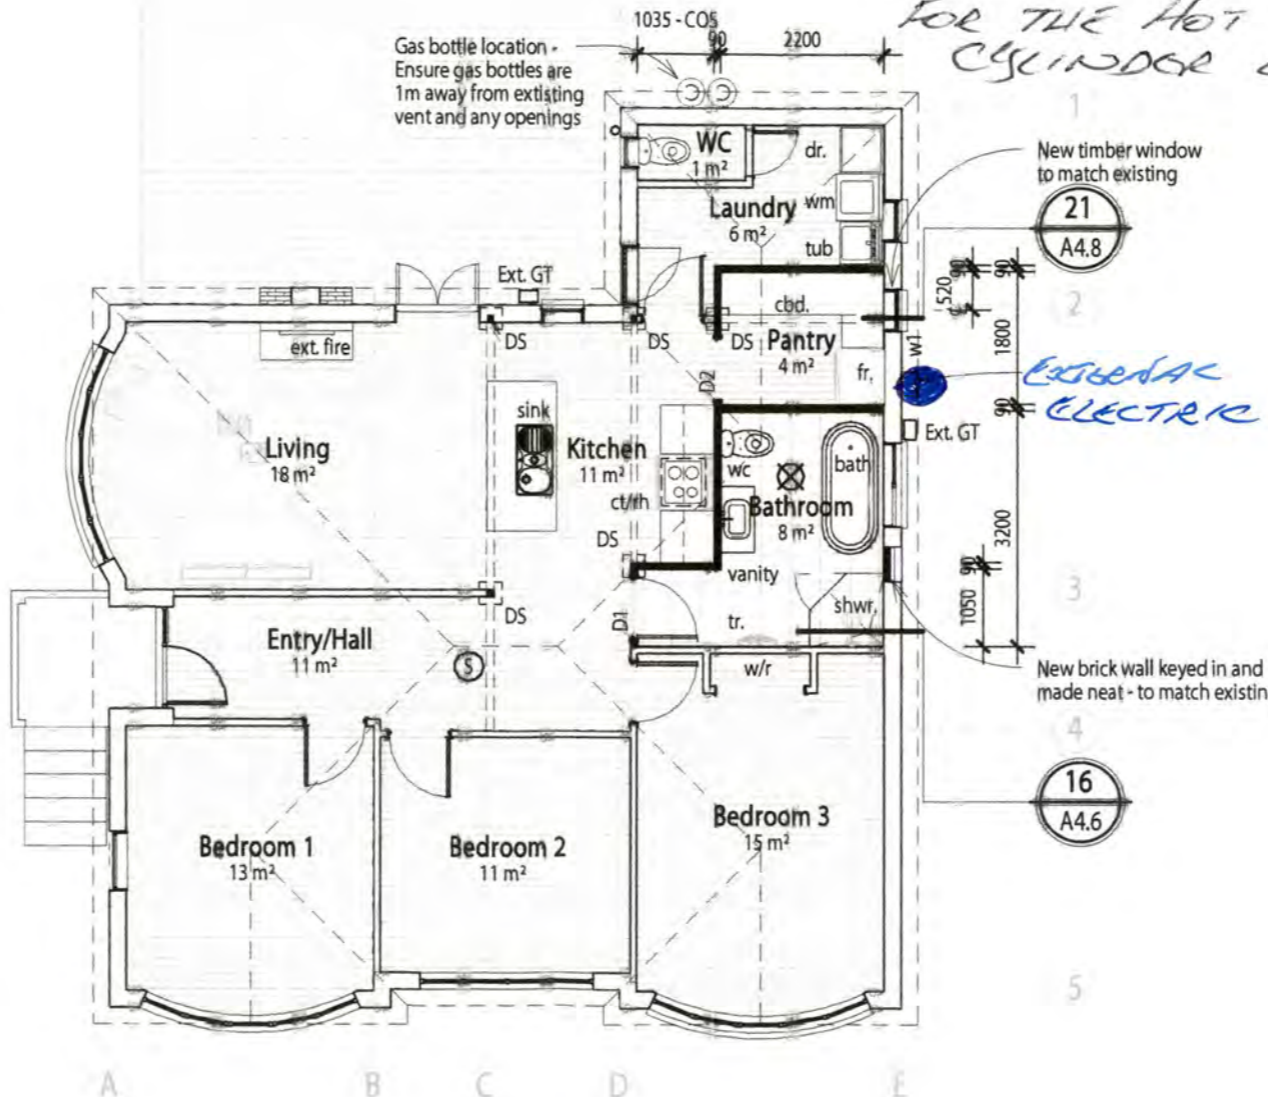 FOR THE HOT
CYLINDER
1035 - COS
90
2200
Gas bottle location -
Ensure gas bottles are
1m away from extisting
vent and any openings
1
New timber window
to match existing
21
A4.8
WC
1 m²
dr.
Laundry
6 m²
wm
tub
90
520
90
1800
2
Ext. GT
cbd.
ext. fire
DS
DS
DS
Pantry
4 m²
fr.
w1
D2
EXTERNAL
ELECTRIC
90
Ext. GT
sink
Living
18 m²
Kitchen
11 m²
ct/rh
wc
bath
Bathroom
8 m²
DS
vanity
3200
90
1050
3
shwr.
tr.
D1
DS
Entry/Hall
11 m²
S
w/r
New brick wall keyed in and
made neat - to match existin
4
16
A4.6
Bedroom 1
13 m²
Bedroom 2
11 m²
Bedroom 3
15 m²
5
A
B
C
D
E